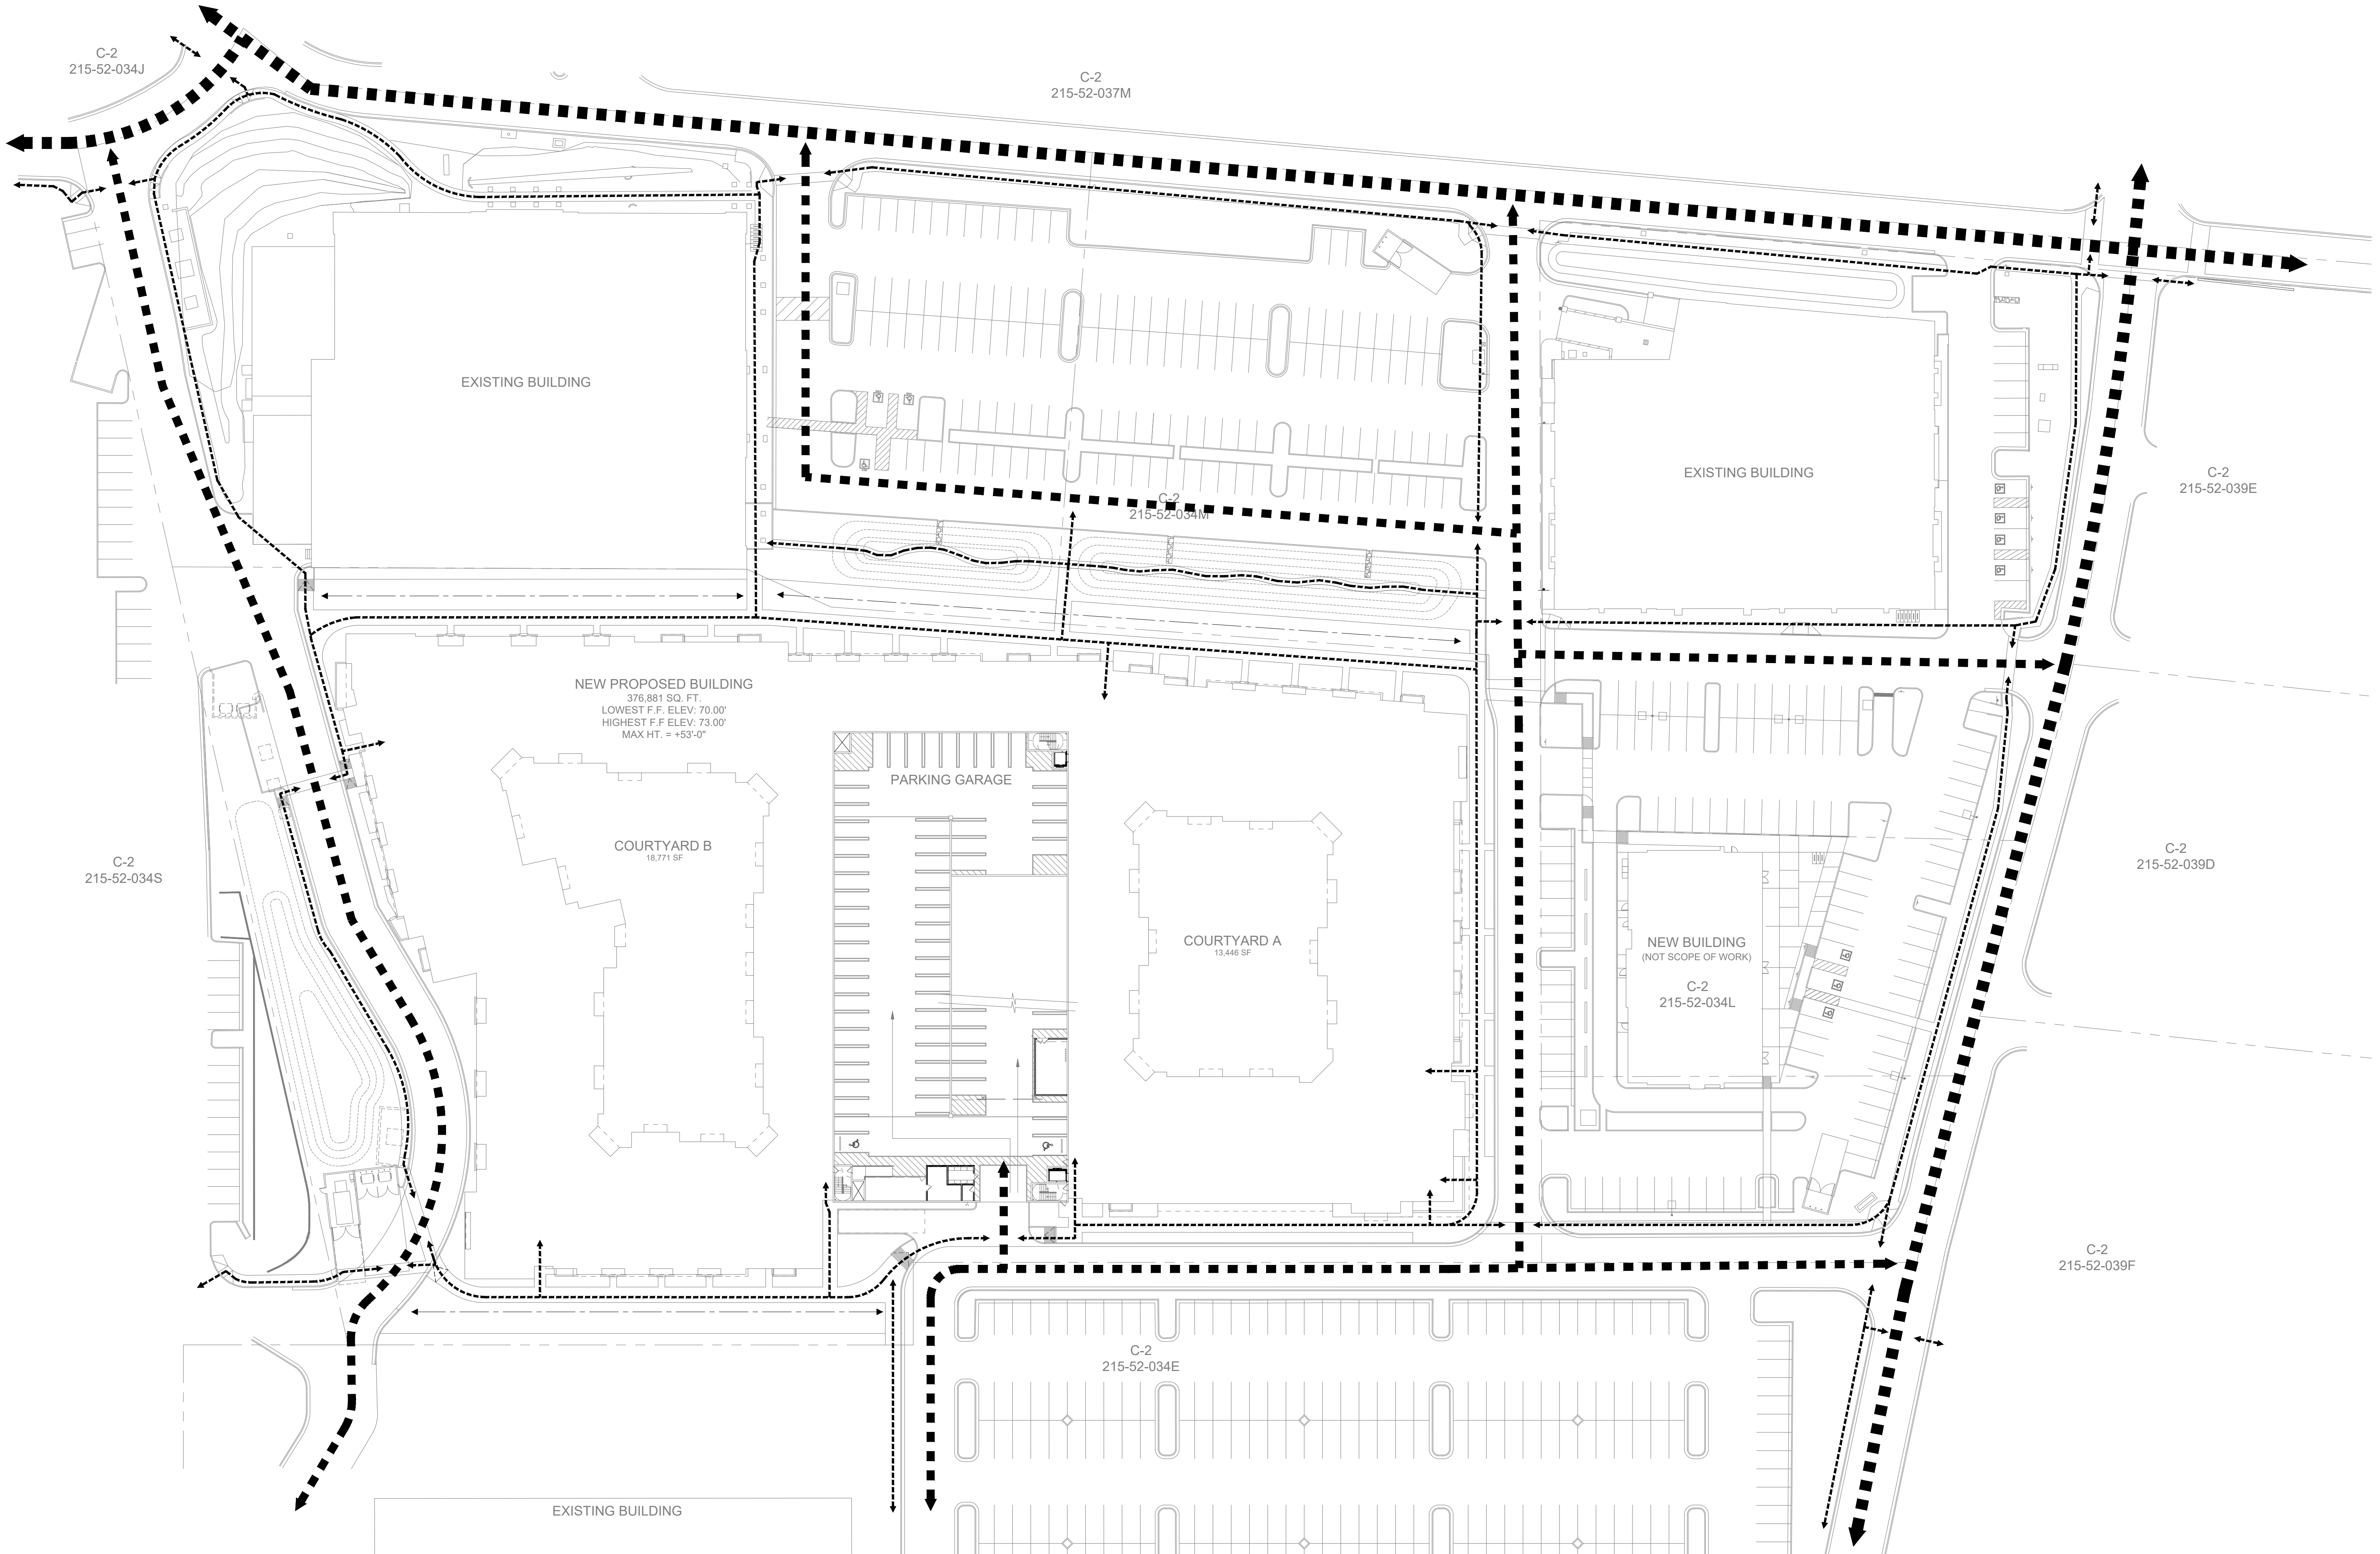 C-2
215-52-034J
C-2
215-52-037M
EXISTING BUILDING
EXISTING BUILDING
C-2
215-52-039E
C-2
215-52-034M
NEW PROPOSED BUILDING
376,881 SQ. FT.
LOWEST F.F. ELEV: 70.00'
HIGHEST F.F ELEV: 73.00'
MAX HT. = +53'-0"
PARKING GARAGE
COURTYARD B
18,771 SF
C-2
215-52-034S
C-2
215-52-039D
COURTYARD A
13,446 SF
NEW BUILDING
(NOT SCOPE OF WORK)
C-2
215-52-034L
C-2
215-52-039F
C-2
215-52-034E
EXISTING BUILDING